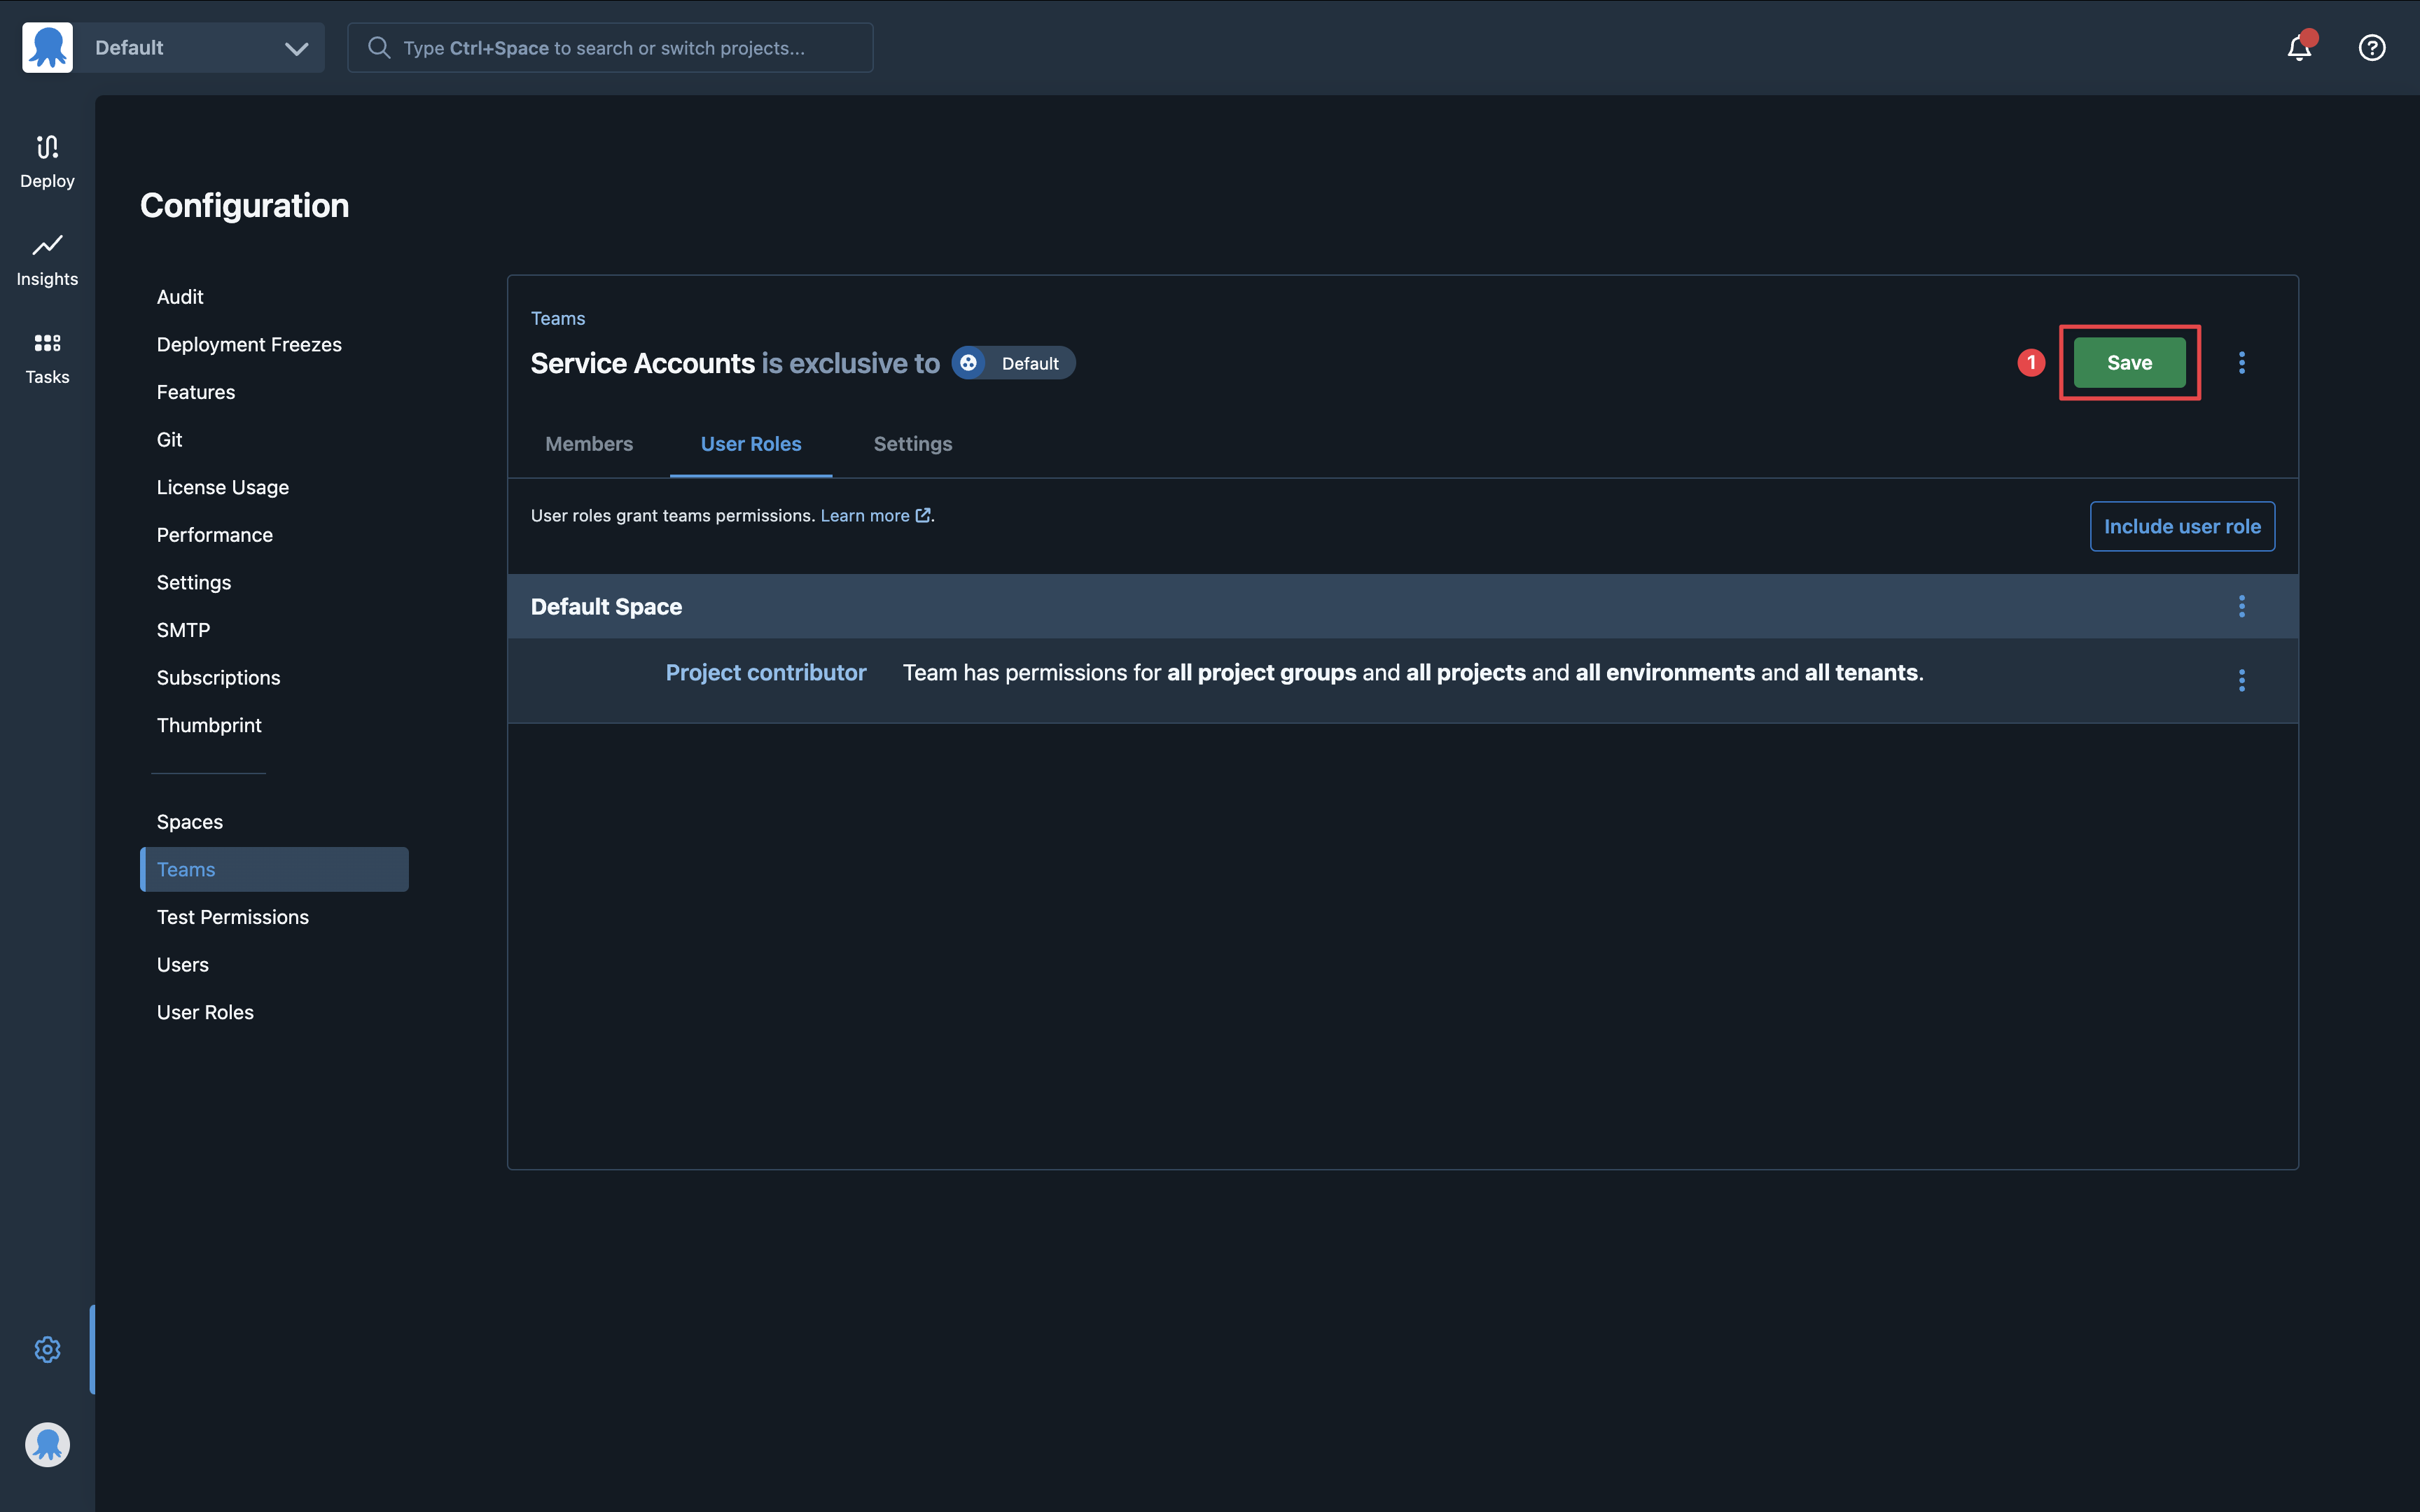 Default
Type Ctrl+Space to search or switch projects...
Deploy
Insights
Tasks
Configuration
Audit
Deployment Freezes
Features
Git
License Usage
Performance
Settings
SMTP
Subscriptions
Thumbprint
Spaces
Teams
Test Permissions
Users
User Roles
Teams
Service Accounts is exclusive to Default
1
Save
Members
User Roles
Settings
User roles grant teams permissions. Learn more.
Include user role
Default Space
Project contributor
Team has permissions for all project groups and all projects and all environments and all tenants.